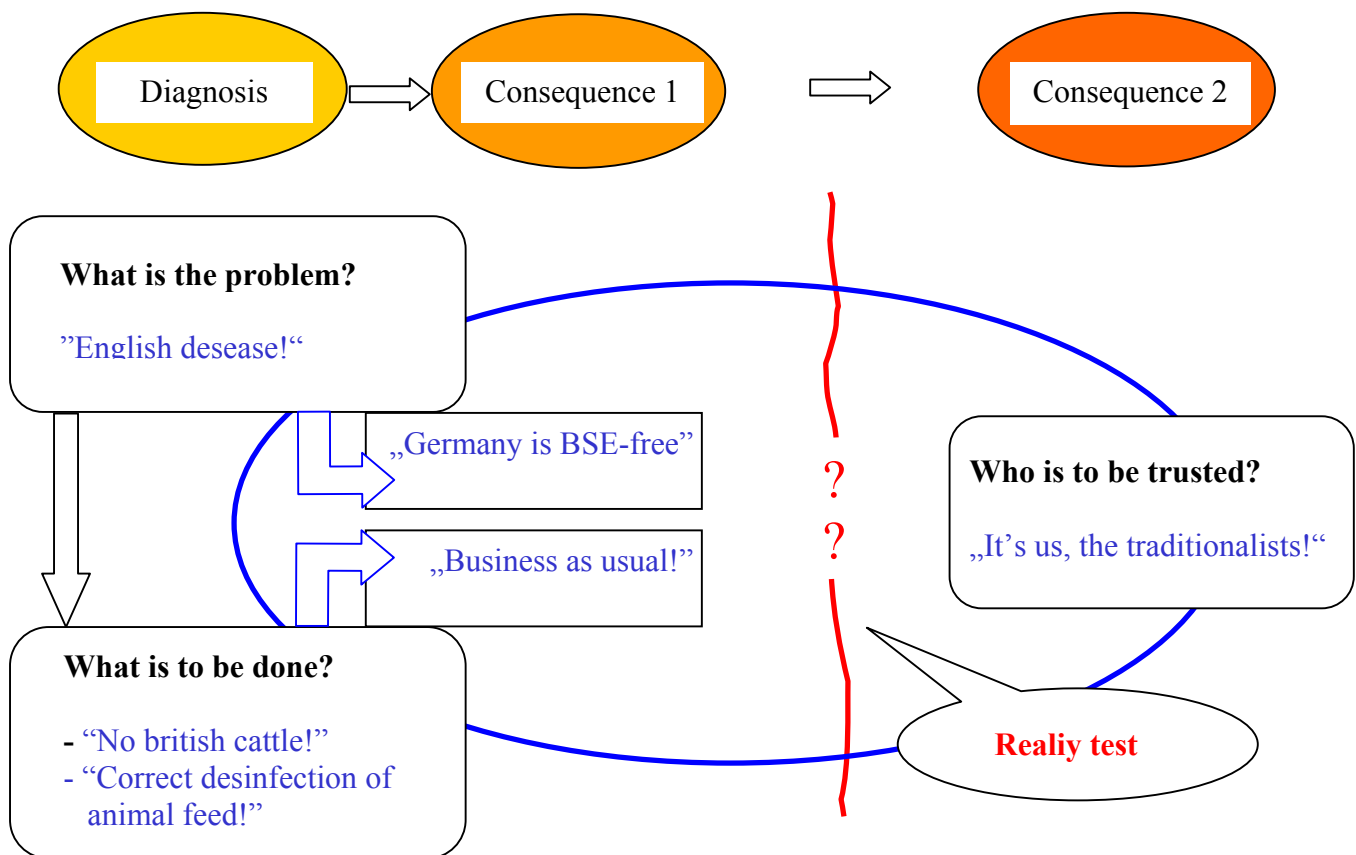 Diagnosis
Consequence 1
Consequence 2
What is the problem?
”English desease!“
„Germany is BSE-free”
?
Who is to be trusted?
?
„It’s us, the traditionalists!“
„Business as usual!”
What is to be done?
- “No british cattle!”
- “Correct desinfection of
animal feed!”
Realiy test